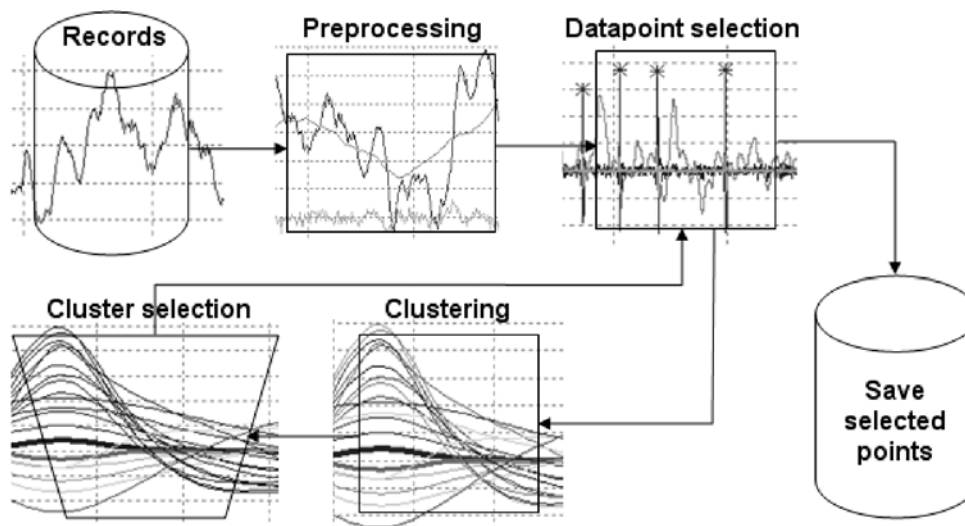 Records
Preprocessing
Datapoint selection
Cluster selection
Clustering
Save
selected
points